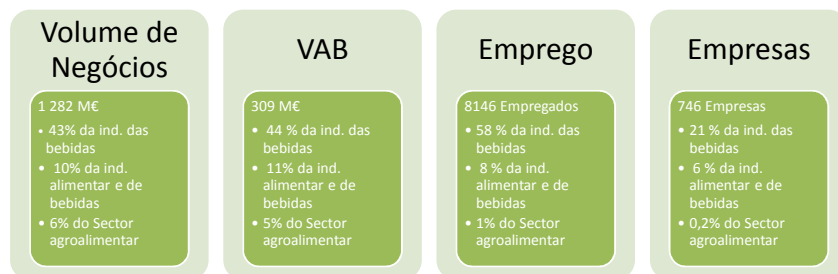 Volume de
Negócios
1 282 M€
• 43% da ind. das
bebidas
• 10% da ind.
alimentar e de
bebidas
• 6% do Sector
agroalimentar
VAB
309 M€
• 44 % da ind. das
bebidas
• 11% da ind.
alimentar e de
bebidas
• 5% do Sector
agroalimentar
Emprego
8146 Empregados
• 58 % da ind. das
bebidas
• 8 % da ind.
alimentar e de
bebidas
• 1% do Sector
agroalimentar
Empresas
746 Empresas
• 21 % da ind. das
bebidas
• 6 % da ind.
alimentar e de
bebidas
• 0,2% do Sector
agroalimentar